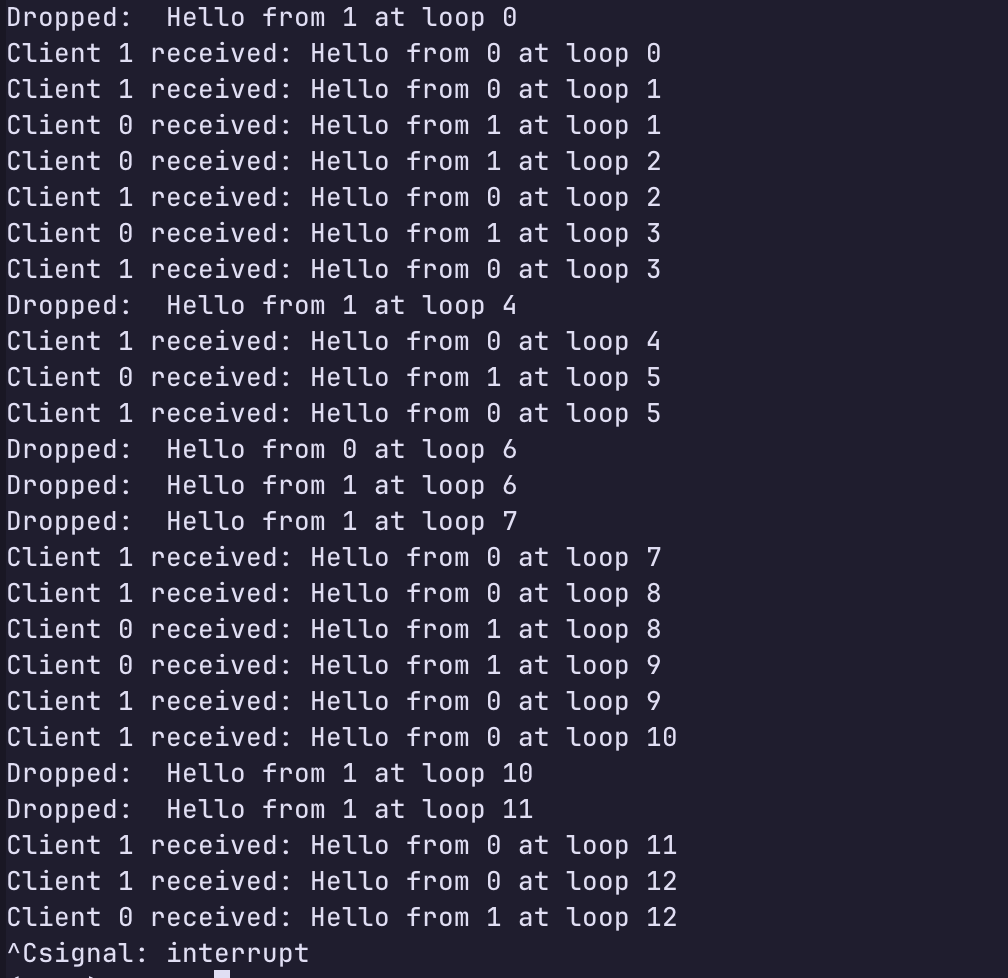 Dropped:  Hello from 1 at loop 0
Client 1 received: Hello from 0 at loop 0
Client 1 received: Hello from 0 at loop 1
Client 0 received: Hello from 1 at loop 1
Client 0 received: Hello from 1 at loop 2
Client 1 received: Hello from 0 at loop 2
Client 0 received: Hello from 1 at loop 3
Client 1 received: Hello from 0 at loop 3
Dropped:  Hello from 1 at loop 4
Client 1 received: Hello from 0 at loop 4
Client 0 received: Hello from 1 at loop 5
Client 1 received: Hello from 0 at loop 5
Dropped:  Hello from 0 at loop 6
Dropped:  Hello from 1 at loop 6
Dropped:  Hello from 1 at loop 7
Client 1 received: Hello from 0 at loop 7
Client 1 received: Hello from 0 at loop 8
Client 0 received: Hello from 1 at loop 8
Client 0 received: Hello from 1 at loop 9
Client 1 received: Hello from 0 at loop 9
Client 1 received: Hello from 0 at loop 10
Dropped:  Hello from 1 at loop 10
Dropped:  Hello from 1 at loop 11
Client 1 received: Hello from 0 at loop 11
Client 1 received: Hello from 0 at loop 12
Client 0 received: Hello from 1 at loop 12
^Csignal: interrupt